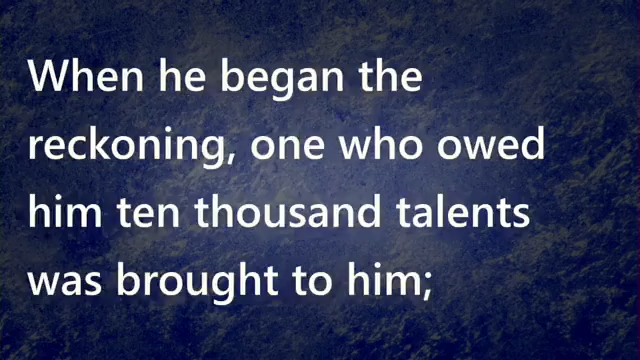 When he began the
reckoning, one who owed
him ten thousand talents
was brought to him;